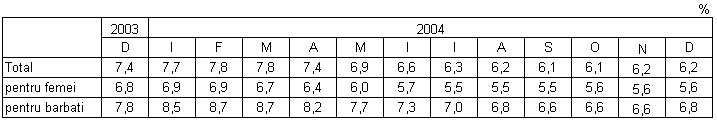 %
2003 2004
D I F M A M I I A S O N D
Total 7,4 7,7 7,8 7,8 7,4 6,9 6,6 6,3 6,2 6,1 6,1 6,2 6,2
pentru femei 6,8 6,9 6,9 6,7 6,4 6,0 5,7 5,5 5,5 5,5 5,6 5,6 5,6
pentru barbati 7,8 8,5 8,7 8,7 8,2 7,7 7,3 7,0 6,8 6,6 6,6 6,6 6,8